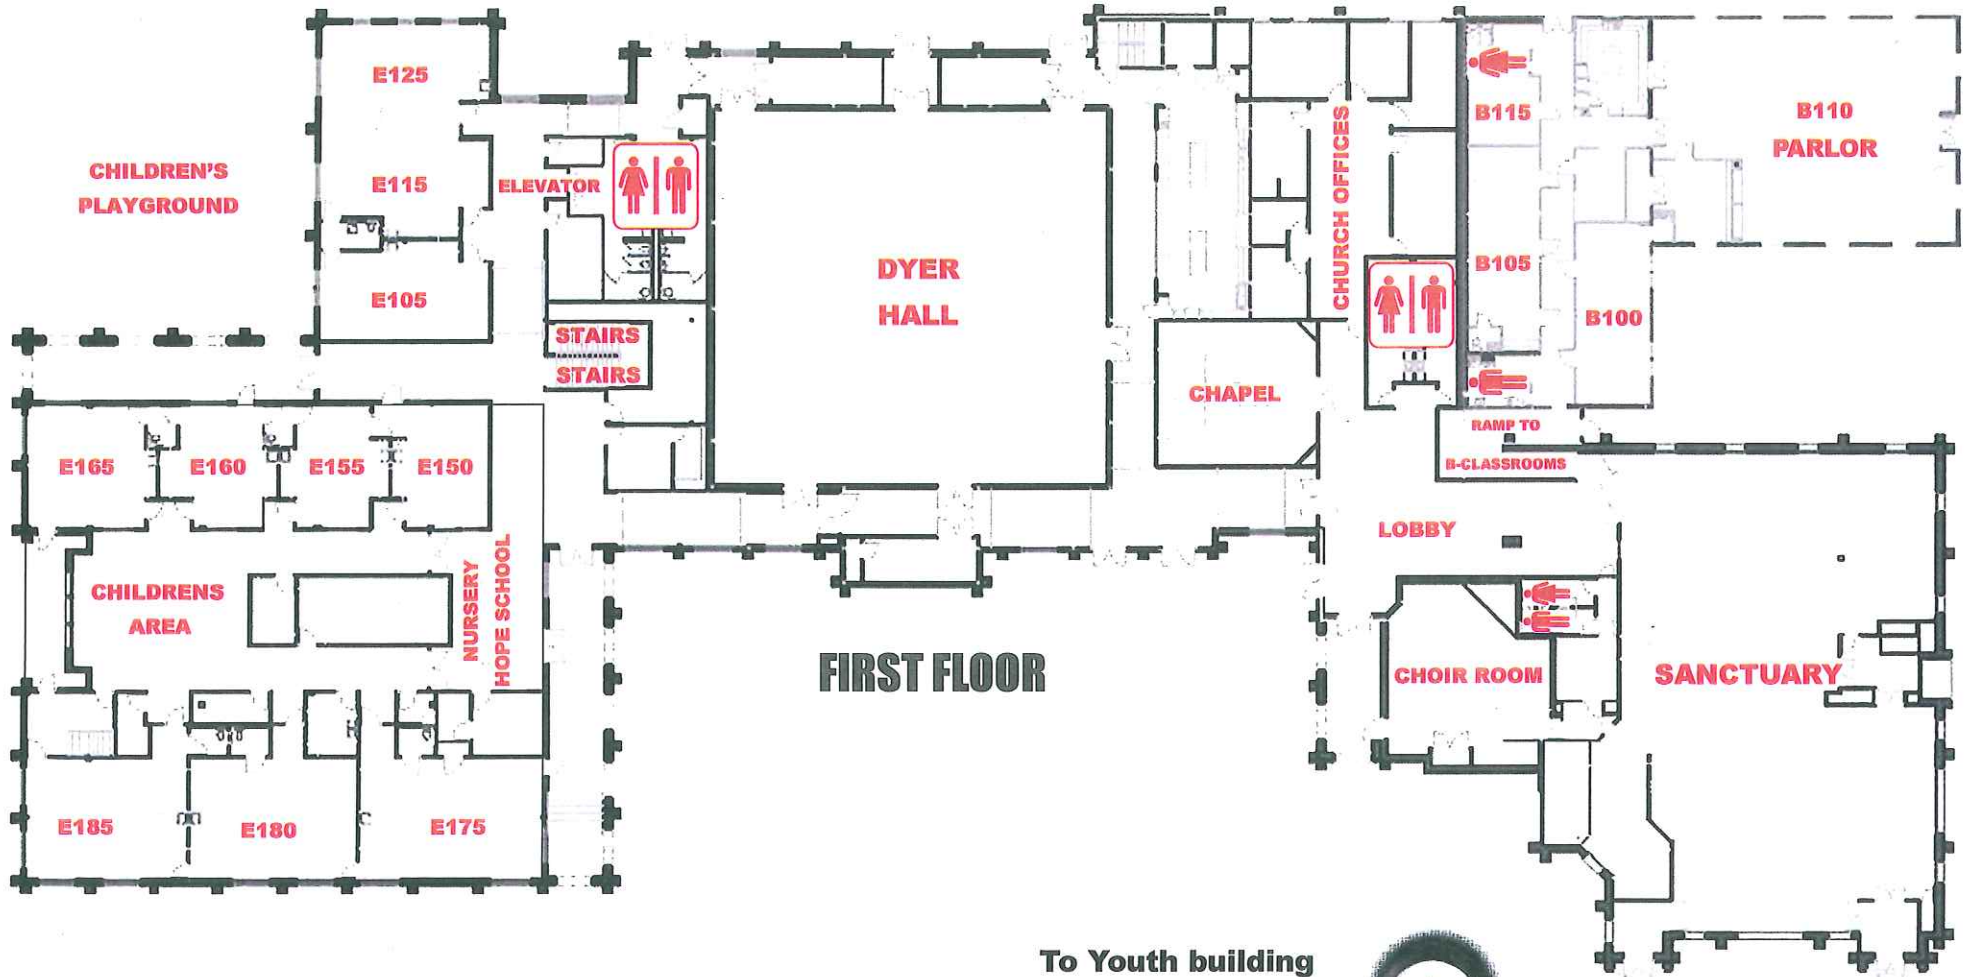 E125
CHILDREN'S
PLAYGROUND
E115
ELEVATOR
E105
STAIRS
STAIRS
DYER
HALL
CHURCH OFFICES
B115
B110
PARLOR
B105
B100
CHAPEL
RAMP TO
B-CLASSROOMS
E165
E160
E155
E150
LOBBY
CHILDRENS
AREA
NURSERY
HOPE SCHOOL
FIRST FLOOR
CHOIR ROOM
SANCTUARY
E185
E180
E175
To Youth building